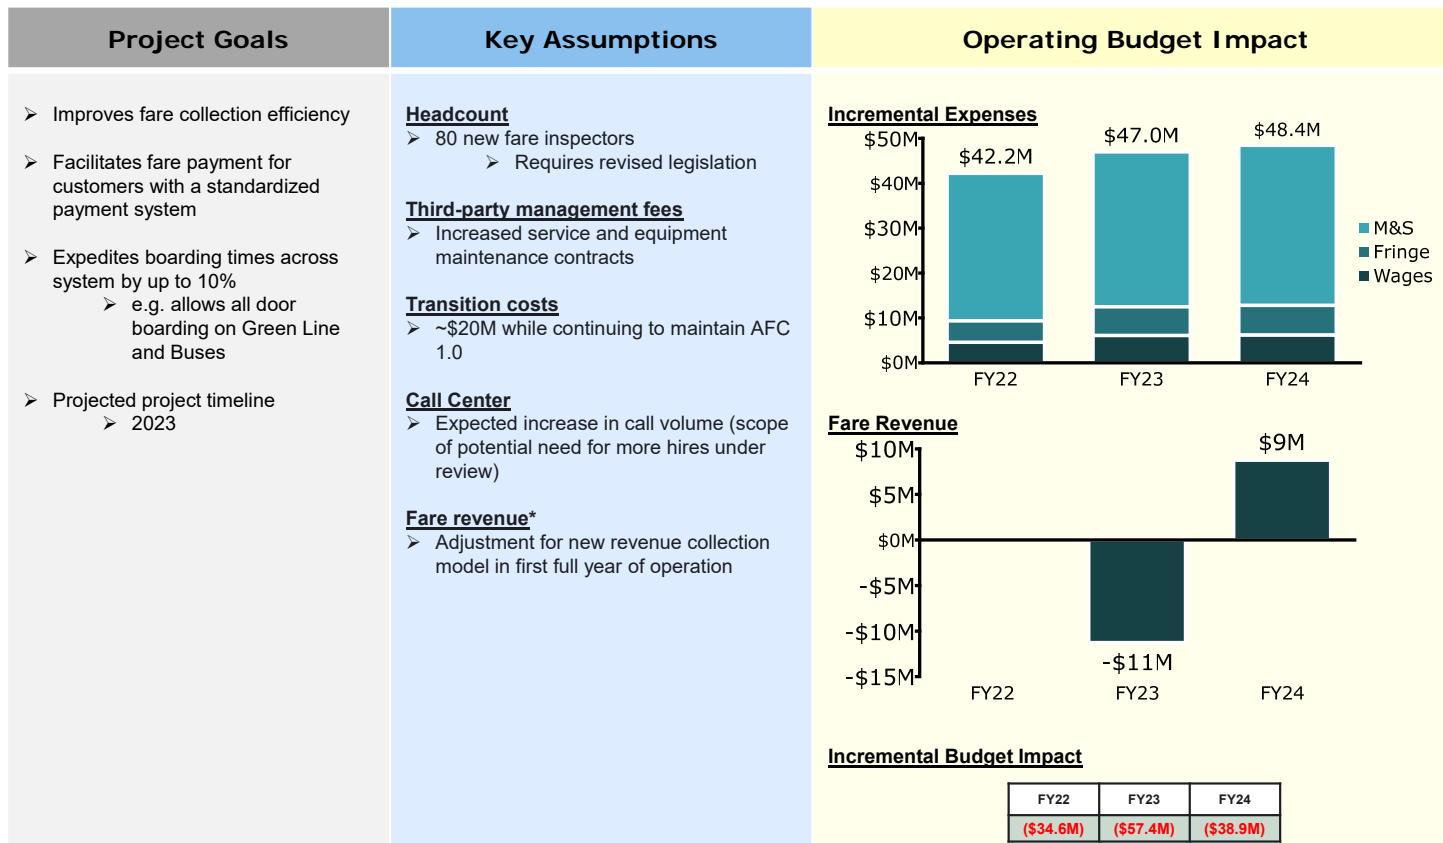 Project Goals
➢ Improves fare collection efficiency
➢ Facilitates fare payment for
customers with a standardized
payment system
➢ Expedites boarding times across
system by up to 10%
➢ e.g. allows all door
boarding on Green Line
and Buses
➢ Projected project timeline
➢ 2023
Key Assumptions
Headcount
➢ 80 new fare inspectors
➢ Requires revised legislation
Third-party management fees
➢ Increased service and equipment
maintenance contracts
Transition costs
➢ ~$20M while continuing to maintain AFC
1.0
Call Center
➢ Expected increase in call volume (scope
of potential need for more hires under
review)
Fare revenue*
➢ Adjustment for new revenue collection
model in first full year of operation
Operating Budget Impact
Incremental Expenses
$50M
$40M
$30M
$20M
$10M
$0M
$42.2M
$47.0M
$48.4M
FY22 FY23 FY24
M&S
Fringe
Wages
Fare Revenue
$10M
$5M
$0M
-$5M
-$10M
-$15M
$9M
-$11M
FY22 FY23 FY24
Incremental Budget Impact
FY22 FY23 FY24
($34.6M) ($57.4M) ($38.9M)